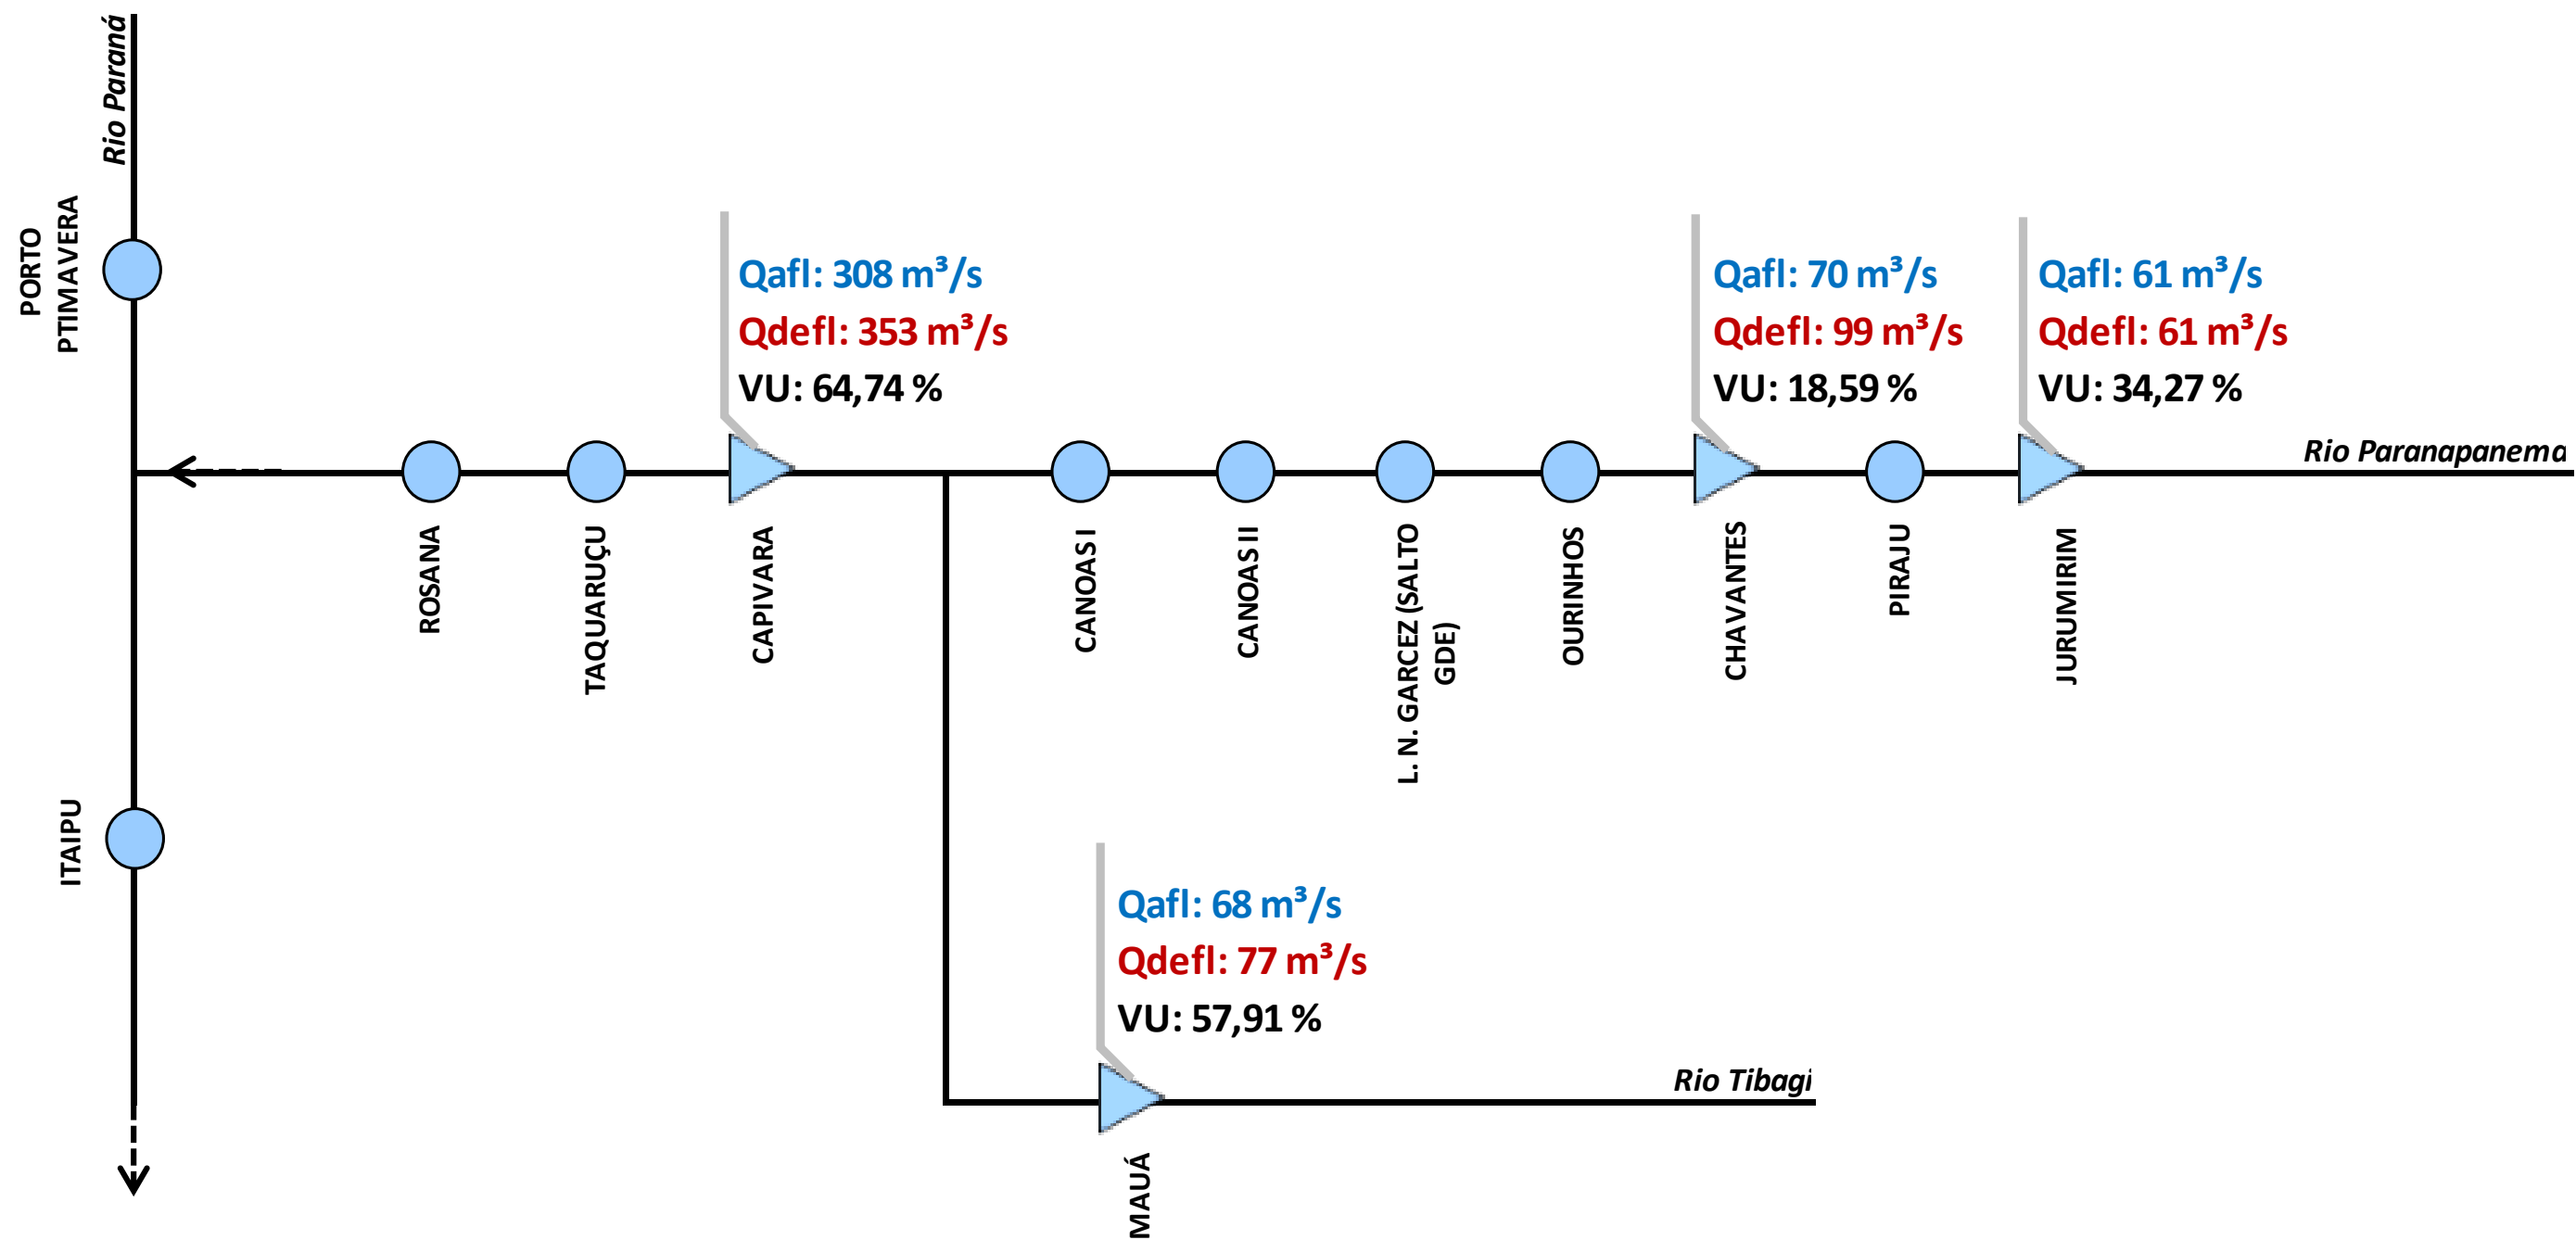 Rio Paraná
PORTO
PTIMAVERA
Qafl: 308 m³/s
Qdefl: 353 m³/s
VU: 64,74 %
Qafl: 70 m³/s
Qdefl: 99 m³/s
VU: 18,59 %
Qafl: 61 m³/s
Qdefl: 61 m³/s
VU: 34,27 %
Rio Paranapanema
ROSANA
TAQUARUÇU
CAPIVARA
CANOAS I
CANOAS II
L. N. GARCEZ (SALTO
GDE)
OURINHOS
CHAVANTES
PIRAJU
JURUMIRIM
ITAIPU
Qafl: 68 m³/s
Qdefl: 77 m³/s
VU: 57,91 %
Rio Tibagi
MAUÁ